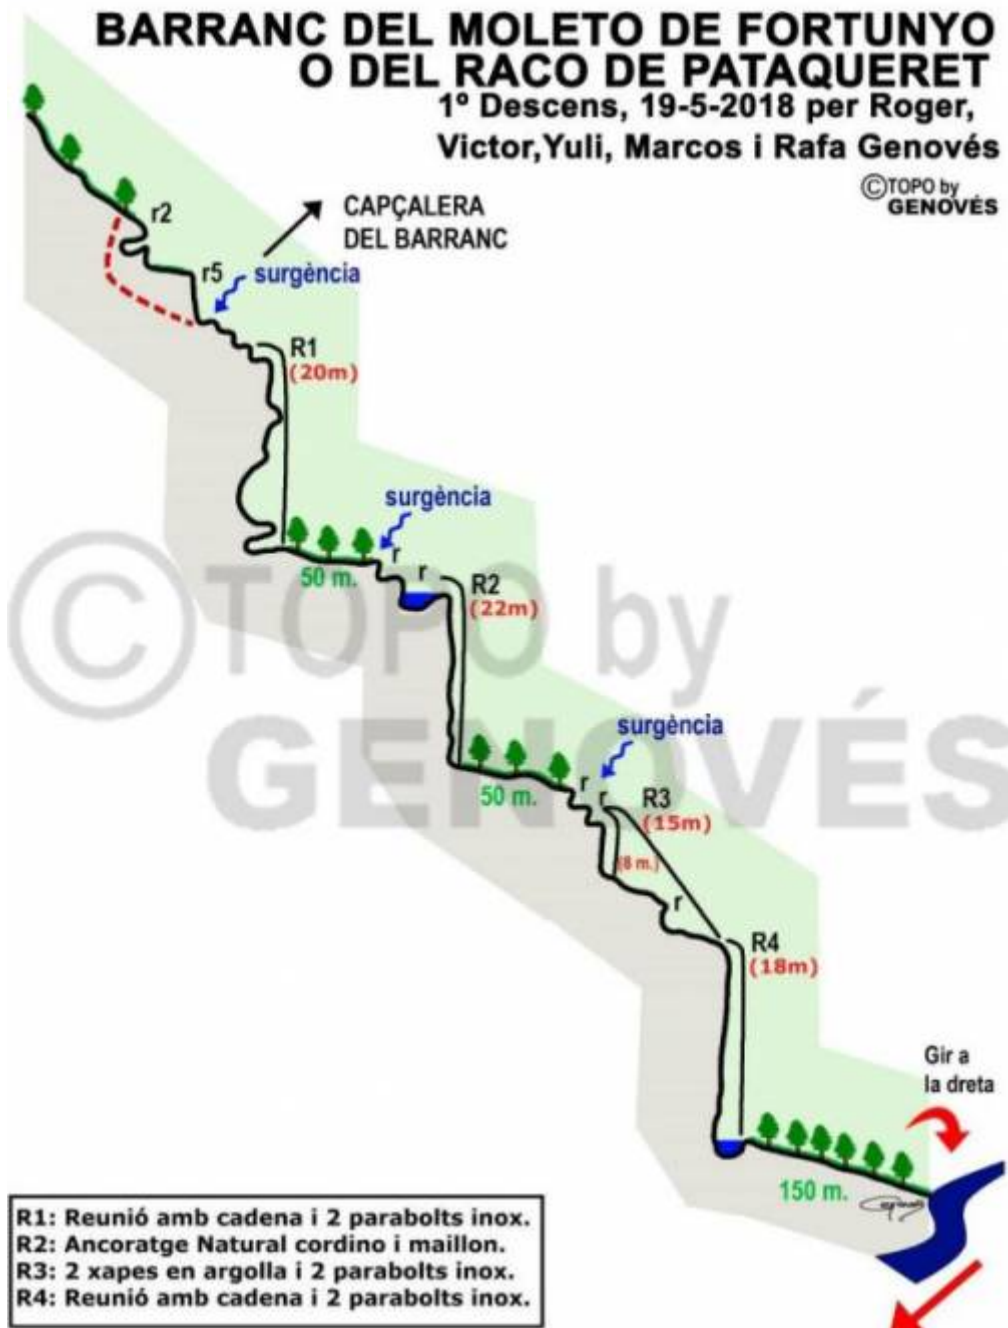 BARRANC DEL MOLETO DE FORTUNYO
O DEL RACO DE PATAQUERET
1º Descens, 19-5-2018 per Roger,
Victor,Yuli, Marcos i Rafa Genovés
©TOPO by
GENOVÉS
r2
CAPÇALERA
DEL BARRANC
r5
surgència
R1
(20m)
surgència
r
50 m.
r
R2
(22m)
© TOPO by
GENOVÉS
surgència
r
50 m.
r
R3
(15m)
(8 m.)
r
R4
(18m)
Gir a
la dreta
150 m.
R1: Reunió amb cadena i 2 parabolts inox.
R2: Ancoratge Natural cordino i maillon.
R3: 2 xapes en argolla i 2 parabolts inox.
R4: Reunió amb cadena i 2 parabolts inox.